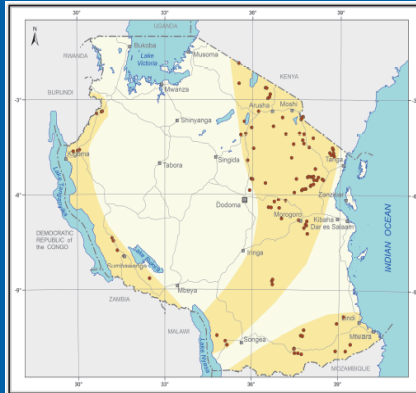 30°
33°
36°
39°
UGANDA
N
Bukoba
Musoma
RWANDA
Lake
Victoria
KENYA
Mwanza
BURUNDI
Arusha
Moshi
-3°
-3°
Shinyanga
Kigoma
Tabora
Singida
Tanga
Lake Tanganyika
Zanzibar
-6°
Dodoma
Morogoro
Kibaha
Dar es Salaam
DEMOCRATIC
REPUBLIC of
the CONGO
INDIAN OCEAN
Sumbawanga
Iringa
-9°
-9°
ZAMBIA
Mbeya
MALAWI
Lake Nyasa
Lindi
Mtwara
Songea
MOZAMBIQUE
30°
33°
36°
39°